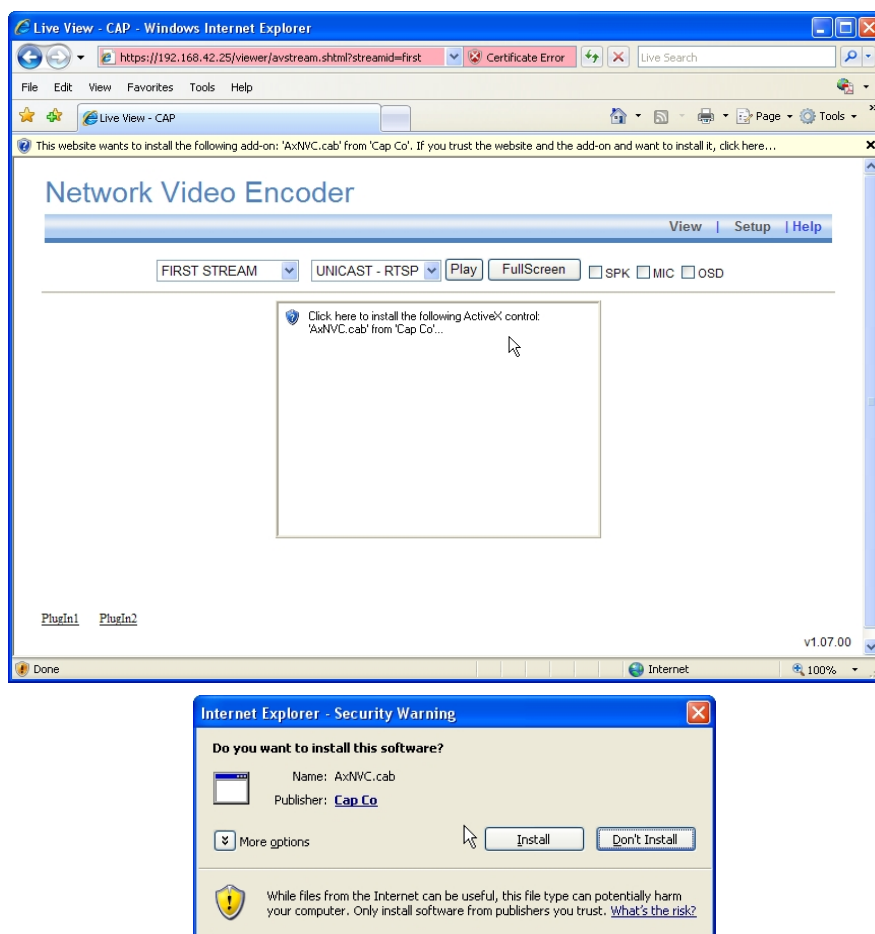 Live View - CAP - Windows Internet Explorer
https://192.168.42.25/viewer/avstream.shtml?streamid=first Certificate Error Live Search
File Edit View Favorites Tools Help
Live View - CAP Page Tools »
This website wants to install the following add-on: 'AxNVC.cab' from 'Cap Co'. If you trust the website and the add-on and want to install it, click here...
Network Video Encoder
View | Setup | Help
FIRST STREAM UNICAST - RTSP Play FullScreen SPK MIC OSD
Click here to install the following ActiveX control:
'AxNVC.cab' from 'Cap Co'...
PlugIn1 PlugIn2
v1.07.00
Done Internet 100%
Internet Explorer - Security Warning
Do you want to install this software?
Name: AxNVC.cab
Publisher: Cap Co
More options Install Don't Install
While files from the Internet can be useful, this file type can potentially harm
your computer. Only install software from publishers you trust. What's the risk?